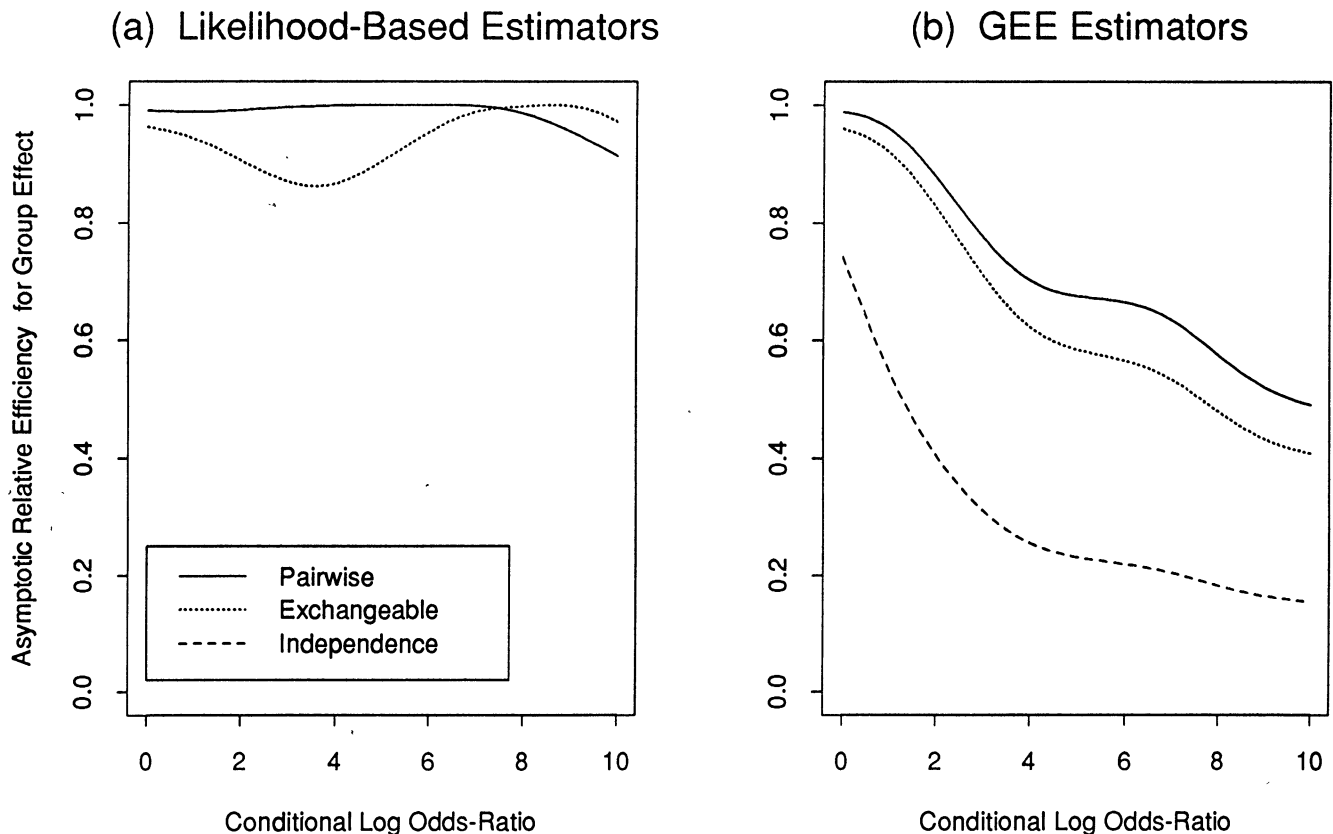 (a) Likelihood-Based Estimators
(b) GEE Estimators
Asymptotic Relative Efficiency for Group Effect
1.0
0.8
0.6
0.4
0.2
0.0
Pairwise
Exchangeable
Independence
0 2 4 6 8 10
Conditional Log Odds-Ratio
1.0
0.8
0.6
0.4
0.2
0.0
0 2 4 6 8 10
Conditional Log Odds-Ratio